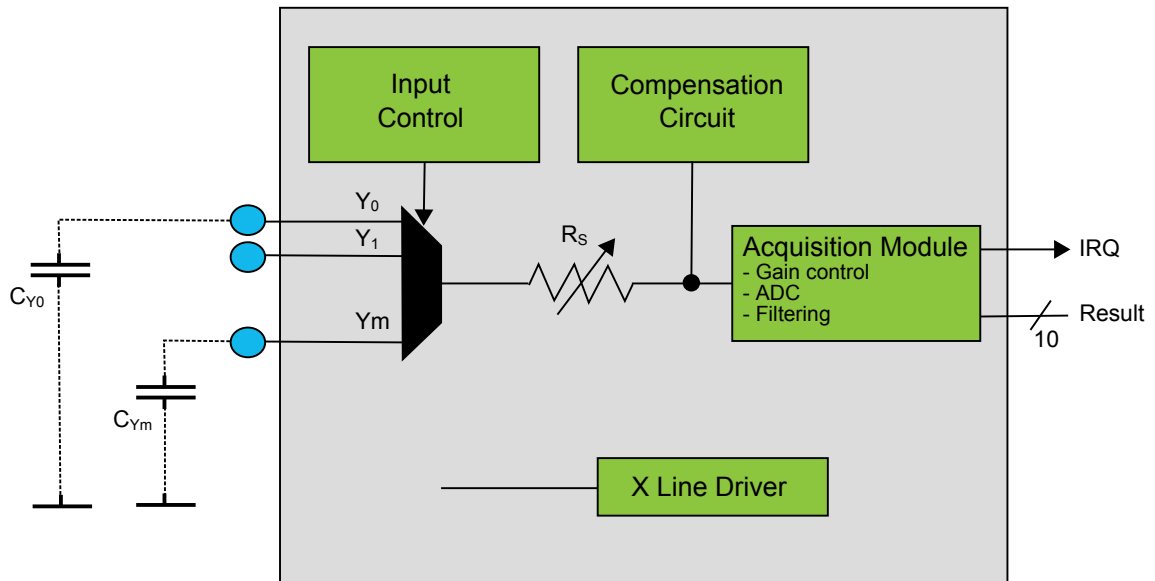 Input
Control
Compensation
Circuit
Y0
Y1
Ym
RS
Acquisition Module
- Gain control
- ADC
- Filtering
IRQ
Result
10
CY0
CYm
X Line Driver